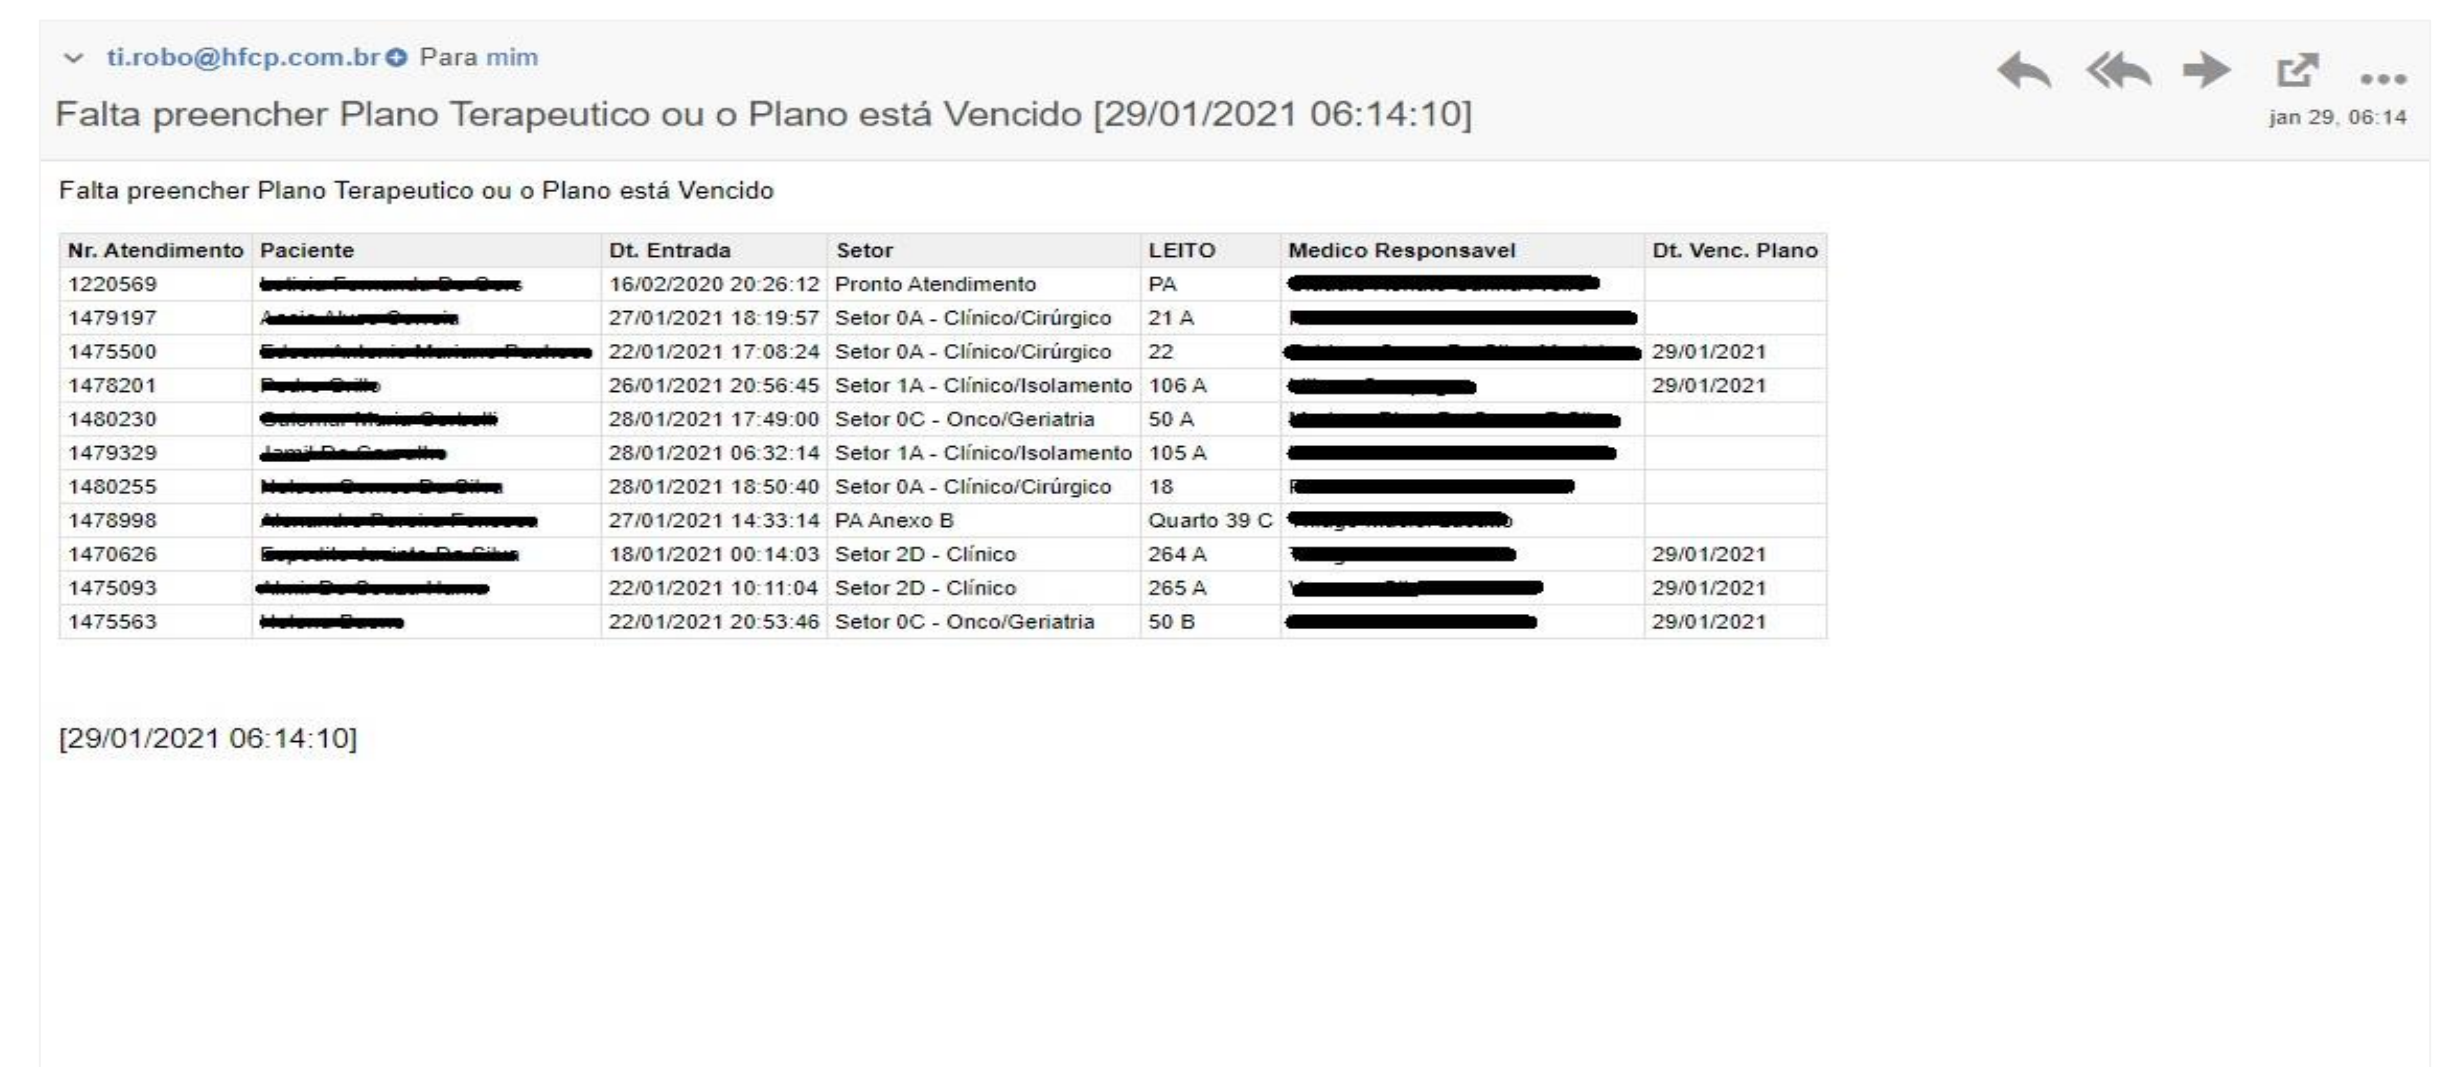 ti.robo@hfcp.com.br Para mim
Falta preencher Plano Terapeutico ou o Plano está Vencido [29/01/2021 06:14:10]
jan 29, 06:14
Falta preencher Plano Terapeutico ou o Plano está Vencido
Nr. Atendimento Paciente Dt. Entrada Setor LEITO Medico Responsavel Dt. Venc. Plano
1220569 16/02/2020 20:26:12 Pronto Atendimento PA
1479197 27/01/2021 18:19:57 Setor 0A - Clínico/Cirúrgico 21 A
1475500 22/01/2021 17:08:24 Setor 0A - Clínico/Cirúrgico 22 29/01/2021
1478201 26/01/2021 20:56:45 Setor 1A - Clínico/Isolamento 106 A 29/01/2021
1480230 28/01/2021 17:49:00 Setor 0C - Onco/Geriatria 50 A
1479329 28/01/2021 06:32:14 Setor 1A - Clínico/Isolamento 105 A
1480255 28/01/2021 18:50:40 Setor 0A - Clínico/Cirúrgico 18
1478998 27/01/2021 14:33:14 PA Anexo B Quarto 39 C
1470626 18/01/2021 00:14:03 Setor 2D - Clínico 264 A 29/01/2021
1475093 22/01/2021 10:11:04 Setor 2D - Clínico 265 A 29/01/2021
1475563 22/01/2021 20:53:46 Setor 0C - Onco/Geriatria 50 B 29/01/2021
[29/01/2021 06:14:10]